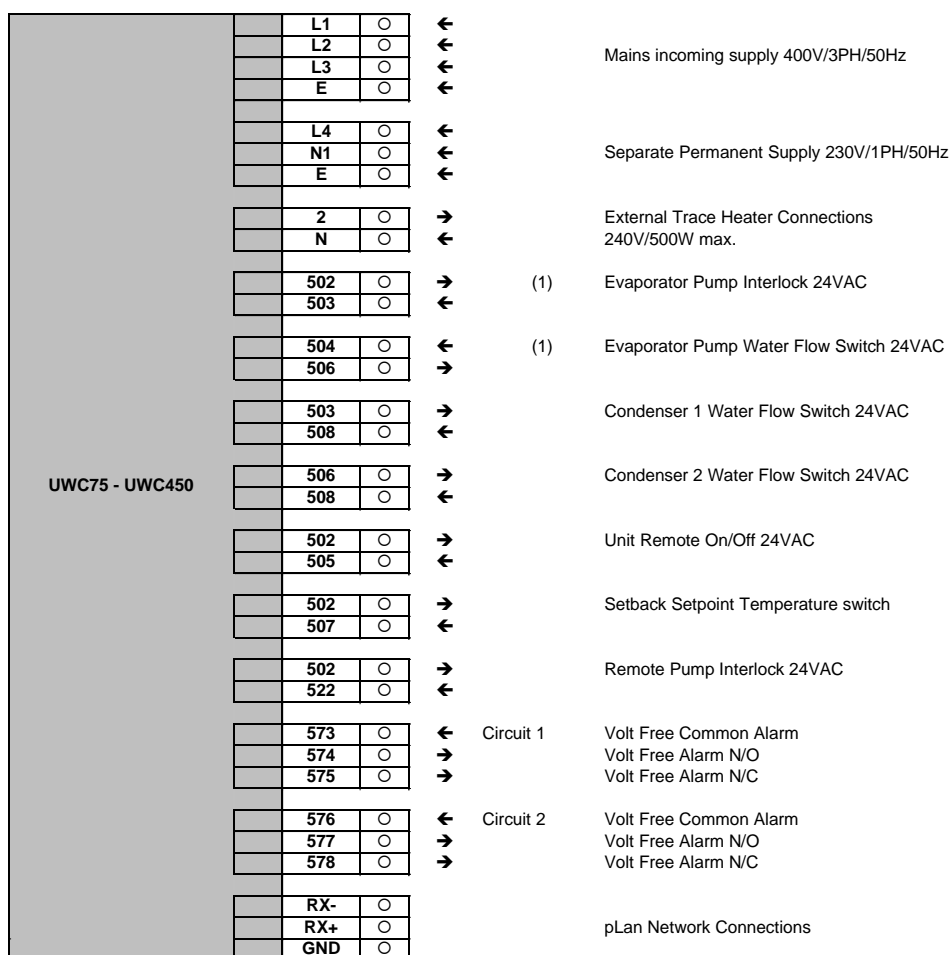 L1 ←
L2 ←
Mains incoming supply 400V/3PH/50Hz
L3 ←
E ←
L4 ←
N1 ← Separate Permanent Supply 230V/1PH/50Hz
E ←
2 → External Trace Heater Connections
N ← 240V/500W max.
502 → (1) Evaporator Pump Interlock 24VAC
503 ←
504 ← (1) Evaporator Pump Water Flow Switch 24VAC
506 →
503 → Condenser 1 Water Flow Switch 24VAC
508 ←
506 → Condenser 2 Water Flow Switch 24VAC
UWC75 - UWC450
508 ←
502 → Unit Remote On/Off 24VAC
505 ←
502 → Setback Setpoint Temperature switch
507 ←
502 → Remote Pump Interlock 24VAC
522 ←
573 ← Circuit 1 Volt Free Common Alarm
574 → Volt Free Alarm N/O
575 → Volt Free Alarm N/C
576 ← Circuit 2 Volt Free Common Alarm
577 → Volt Free Alarm N/O
578 → Volt Free Alarm N/C
RX-
RX+ pLan Network Connections
GND